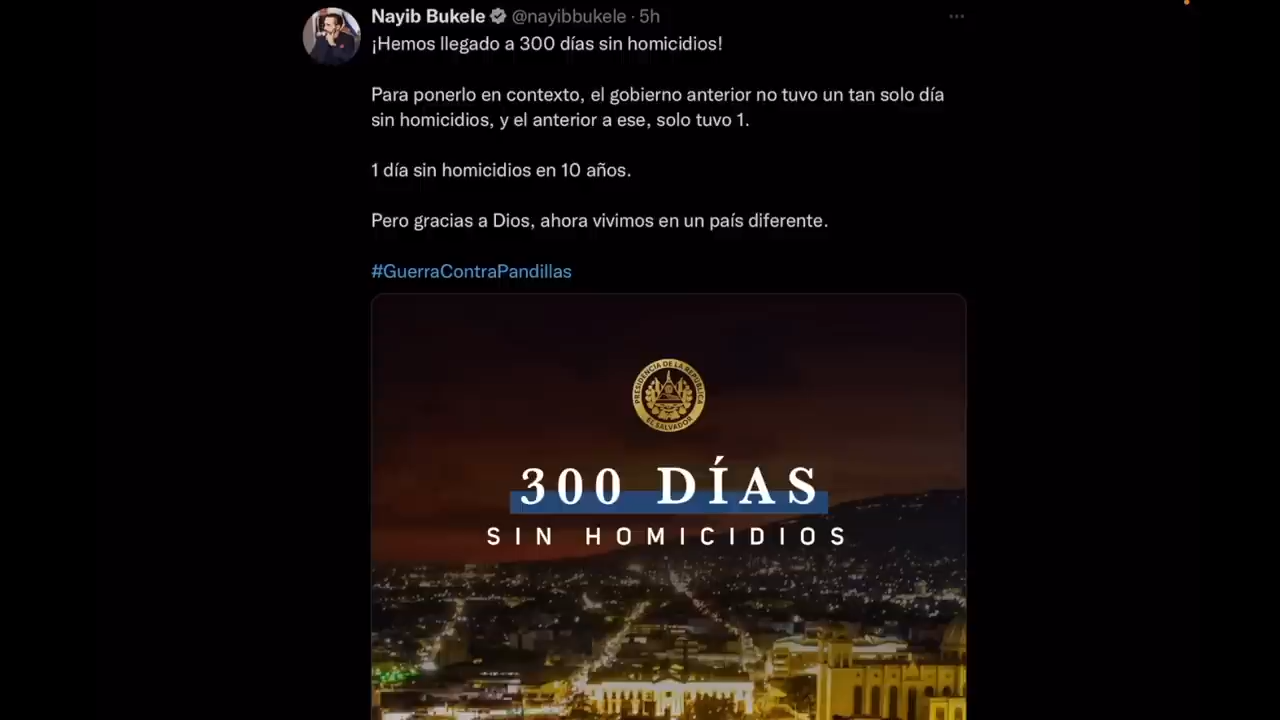 Nayib Bukele @nayibbukele · 5h
¡Hemos llegado a 300 días sin homicidios!
Para ponerlo en contexto, el gobierno anterior no tuvo un tan solo día
sin homicidios, y el anterior a ese, solo tuvo 1.
1 día sin homicidios en 10 años.
Pero gracias a Dios, ahora vivimos en un país diferente.
#GuerraContraPandillas
PRESIDENCIA DE LA REPÚBLICA
EL SALVADOR
300 DÍAS
SIN HOMICIDIOS